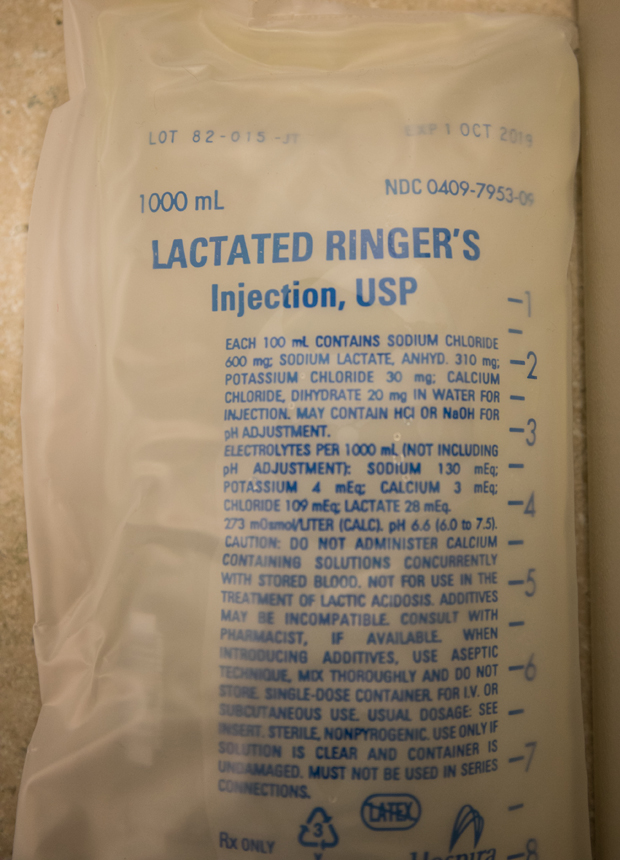 LOT 82-015-JT
EXP 1 OCT 2019
1000 mL
NDC 0409-7953-09
LACTATED RINGER'S
Injection, USP
EACH 100 mL CONTAINS SODIUM CHLORIDE
600 mg; SODIUM LACTATE, ANHYD. 310 mg;
POTASSIUM CHLORIDE 30 mg; CALCIUM
CHLORIDE, DIHYDRATE 20 mg IN WATER FOR
INJECTION. MAY CONTAIN HCl OR NaOH FOR
pH ADJUSTMENT.
ELECTROLYTES PER 1000 mL (NOT INCLUDING
pH ADJUSTMENT): SODIUM 130 mEq;
POTASSIUM 4 mEq; CALCIUM 3 mEq;
CHLORIDE 109 mEq; LACTATE 28 mEq.
273 mOsmol/LITER (CALC). pH 6.6 (6.0 to 7.5).
CAUTION: DO NOT ADMINISTER CALCIUM
CONTAINING SOLUTIONS CONCURRENTLY
WITH STORED BLOOD. NOT FOR USE IN THE
TREATMENT OF LACTIC ACIDOSIS. ADDITIVES
MAY BE INCOMPATIBLE. CONSULT WITH
PHARMACIST, IF AVAILABLE. WHEN
INTRODUCING ADDITIVES, USE ASEPTIC
TECHNIQUE, MIX THOROUGHLY AND DO NOT
STORE. SINGLE-DOSE CONTAINER. FOR I.V. OR
SUBCUTANEOUS USE. USUAL DOSAGE: SEE
INSERT. STERILE, NONPYROGENIC. USE ONLY IF
SOLUTION IS CLEAR AND CONTAINER IS
UNDAMAGED. MUST NOT BE USED IN SERIES
CONNECTIONS.
1
2
3
4
5
6
7
8
Rx ONLY
3
LATEX
Hospira